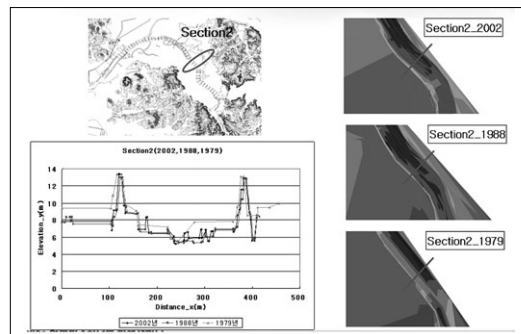 Section2
Section2_2002
Section2_1988
Section2_1979
Section2(2002,1988,1979)
Elevation_y(m)
14
12
10
8
6
4
2
0
0
100
200
300
400
500
Distance_x(m)
2002년
1988년
1979년